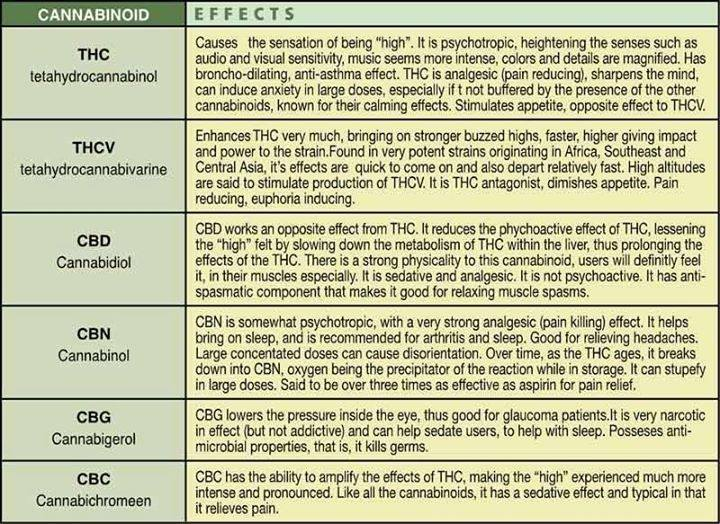 CANNABINOID EFFECTS
THC
tetahydrocannabinol
Causes the sensation of being “high”. It is psychotropic, heightening the senses such as
audio and visual sensitivity, music seems more intense, colors and details are magnified. Has
broncho-dilating, anti-asthma effect. THC is analgesic (pain reducing), sharpens the mind,
can induce anxiety in large doses, especially if t not buffered by the presence of the other
cannabinoids, known for their calming effects. Stimulates appetite, opposite effect to THCV.
THCV
tetahydrocannabivarine
Enhances THC very much, bringing on stronger buzzed highs, faster, higher giving impact
and power to the strain.Found in very potent strains originating in Africa, Southeast and
Central Asia, it’s effects are quick to come on and also depart relatively fast. High altitudes
are said to stimulate production of THCV. It is THC antagonist, dimishes appetite. Pain
reducing, euphoria inducing.
CBD
Cannabidiol
CBD works an opposite effect from THC. It reduces the phychoactive effect of THC, lessening
the “high” felt by slowing down the metabolism of THC within the liver, thus prolonging the
effects of the THC. There is a strong physicality to this cannabinoid, users will definitly feel
it, in their muscles especially. It is sedative and analgesic. It is not psychoactive. It has anti-
spasmatic component that makes it good for relaxing muscle spasms.
CBN
Cannabinol
CBN is somewhat psychotropic, with a very strong analgesic (pain killing) effect. It helps
bring on sleep, and is recommended for arthritis and sleep. Good for relieving headaches.
Large concentated doses can cause disorientation. Over time, as the THC ages, it breaks
down into CBN, oxygen being the precipitator of the reaction while in storage. It can stupefy
in large doses. Said to be over three times as effective as aspirin for pain relief.
CBG
Cannabigerol
CBG lowers the pressure inside the eye, thus good for glaucoma patients.It is very narcotic
in effect (but not addictive) and can help sedate users, to help with sleep. Posseses anti-
microbial properties, that is, it kills germs.
CBC
Cannabichromeen
CBC has the ability to amplify the effects of THC, making the “high” experienced much more
intense and pronounced. Like all the cannabinoids, it has a sedative effect and typical in that
it relieves pain.